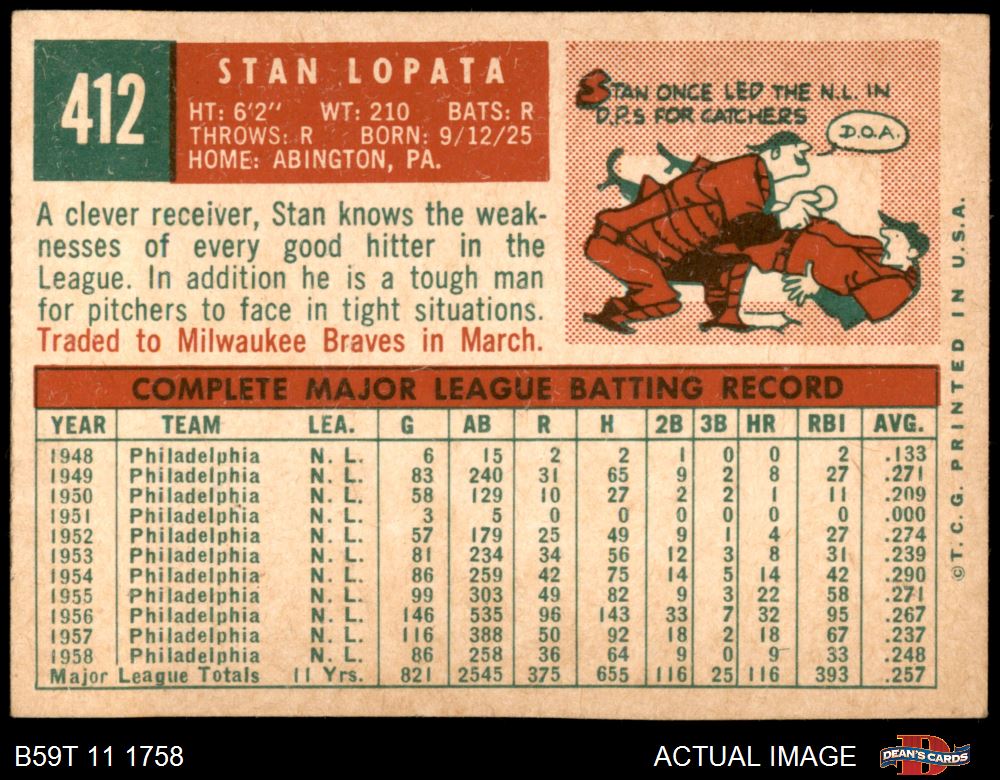 412
STAN LOPATA
HT: 6'2" WT: 210 BATS: R
THROWS: R BORN: 9/12/25
HOME: ABINGTON, PA.
STAN ONCE LED THE N.L. IN
D.P.S FOR CATCHERS
D.O.A.
A clever receiver, Stan knows the weak-
nesses of every good hitter in the
League. In addition he is a tough man
for pitchers to face in tight situations.
Traded to Milwaukee Braves in March.
COMPLETE MAJOR LEAGUE BATTING RECORD
YEAR TEAM LEA. G AB R H 2B 3B HR RBI AVG.
1948 Philadelphia N. L. 6 15 2 2 1 0 0 2 .133
1949 Philadelphia N. L. 83 240 31 65 9 2 8 27 .271
1950 Philadelphia N. L. 58 129 10 27 2 2 1 11 .209
1951 Philadelphia N. L. 3 5 0 0 0 0 0 0 .000
1952 Philadelphia N. L. 57 179 25 49 9 1 4 27 .274
1953 Philadelphia N. L. 81 234 34 56 12 3 8 31 .239
1954 Philadelphia N. L. 86 259 42 75 14 5 14 42 .290
1955 Philadelphia N. L. 99 303 49 82 9 3 22 58 .271
1956 Philadelphia N. L. 146 535 96 143 33 7 32 95 .267
1957 Philadelphia N. L. 116 388 50 92 18 2 18 67 .237
1958 Philadelphia N. L. 86 258 36 64 9 0 9 33 .248
Major League Totals 11 Yrs. 821 2545 375 655 116 25 116 393 .257
© T. C. G. PRINTED IN U.S.A.
B59T 11 1758
ACTUAL IMAGE
DEAN'S CARDS